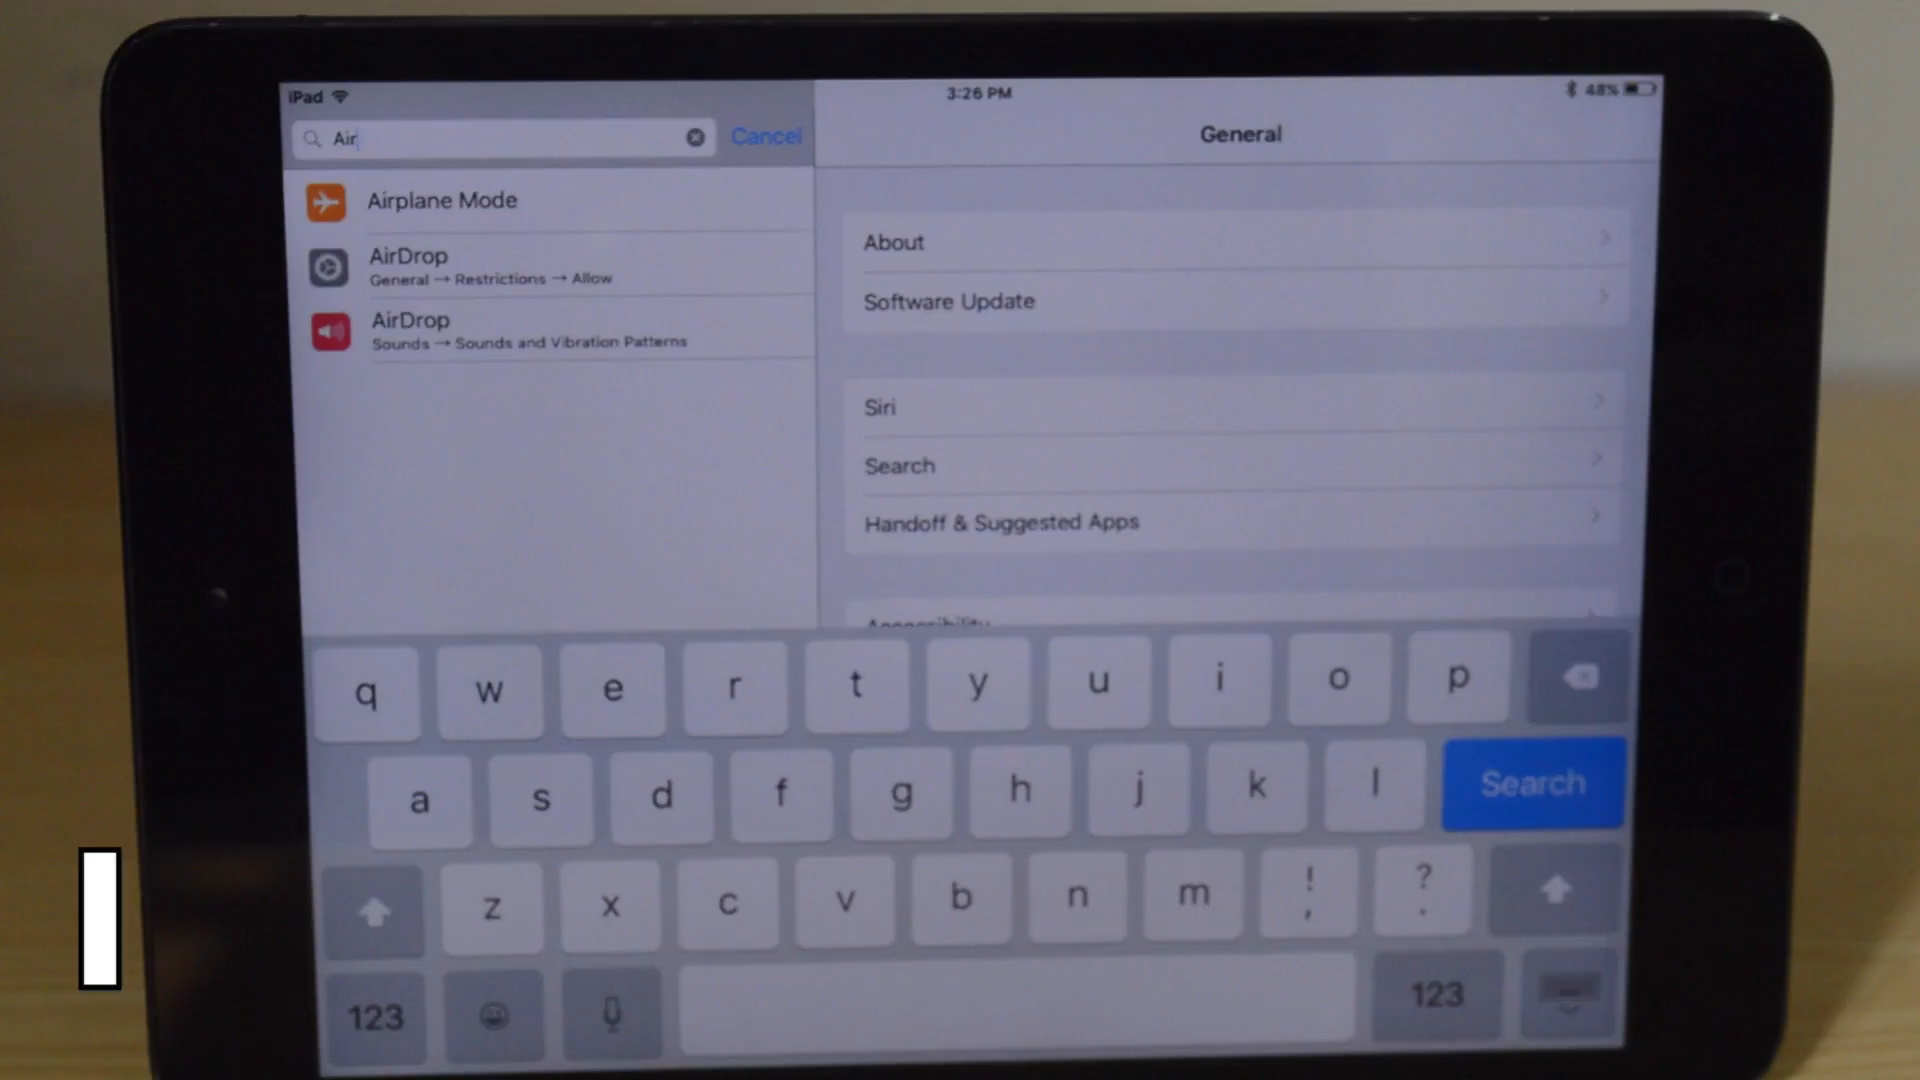 iPad
3:26 PM
48%
Air
Cancel
General
Airplane Mode
AirDrop
General → Restrictions → Allow
AirDrop
Sounds → Sounds and Vibration Patterns
About
Software Update
Siri
Search
Handoff & Suggested Apps
Accessibility
q w e r t y u i o p
a s d f g h j k l Search
z x c v b n m ! , ? .
123 123